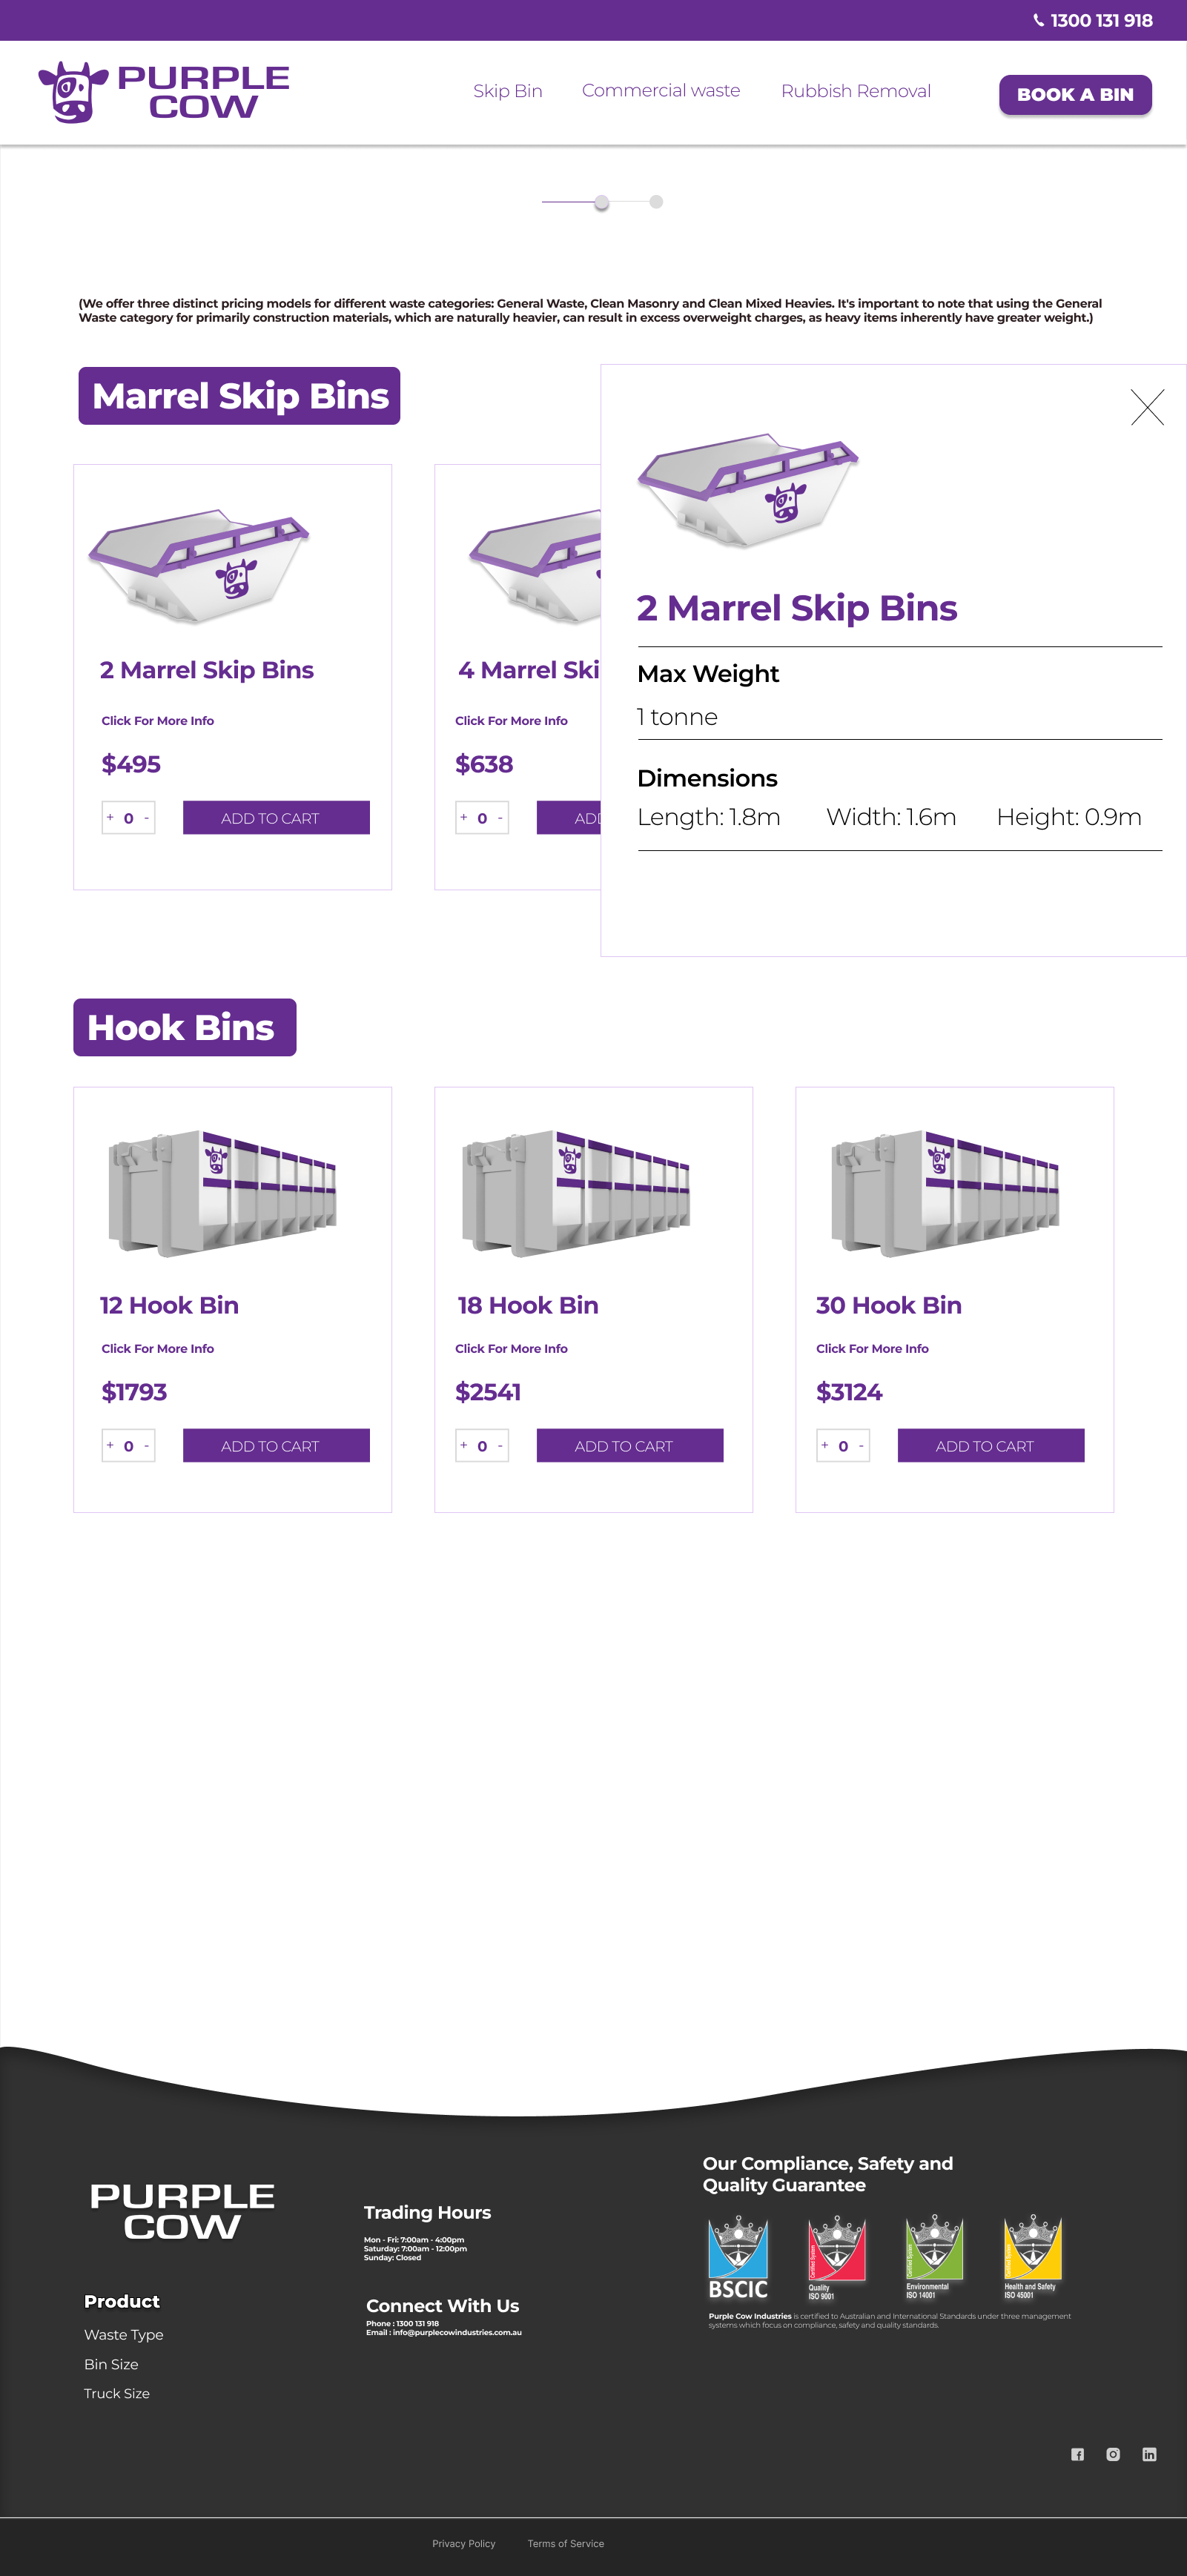 1300 131 918
PURPLE
COW
Skip Bin
Commercial waste
Rubbish Removal
BOOK A BIN
(We offer three distinct pricing models for different waste categories: General Waste, Clean Masonry and Clean Mixed Heavies. It's important to note that using the General
Waste category for primarily construction materials, which are naturally heavier, can result in excess overweight charges, as heavy items inherently have greater weight.)
Marrel Skip Bins
2 Marrel Skip Bins
Click For More Info
$495
+ 0 -
ADD TO CART
4 Marrel Ski
Click For More Info
$638
+ 0 -
AD
2 Marrel Skip Bins
Max Weight
1 tonne
Dimensions
Length: 1.8m
Width: 1.6m
Height: 0.9m
Hook Bins
12 Hook Bin
Click For More Info
$1793
+ 0 -
ADD TO CART
18 Hook Bin
Click For More Info
$2541
+ 0 -
ADD TO CART
30 Hook Bin
Click For More Info
$3124
+ 0 -
ADD TO CART
PURPLE
COW
Product
Waste Type
Bin Size
Truck Size
Trading Hours
Mon - Fri: 7:00am - 4:00pm
Saturday: 7:00am - 12:00pm
Sunday: Closed
Connect With Us
Phone : 1300 131 918
Email : info@purplecowindustries.com.au
Our Compliance, Safety and
Quality Guarantee
BSCIC
Certified System
Quality
ISO 9001
Certified System
Environmental
ISO 14001
Certified System
Health and Safety
ISO 45001
Purple Cow Industries is certified to Australian and International Standards under three management
systems which focus on compliance, safety and quality standards.
Privacy Policy
Terms of Service